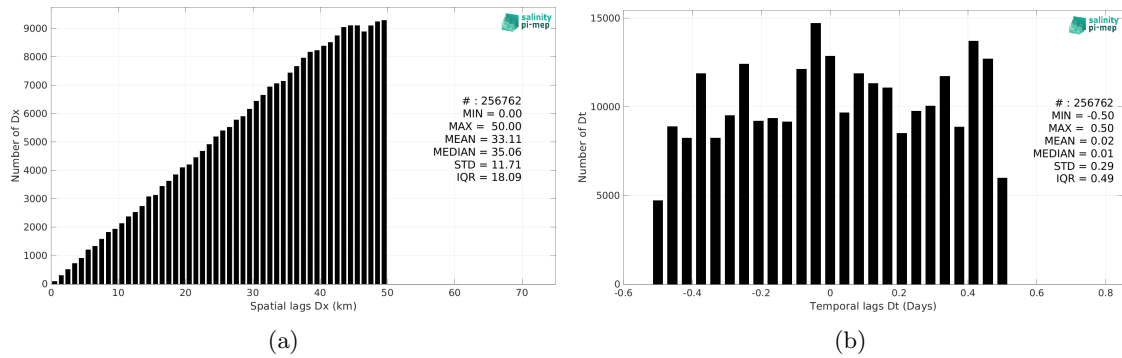 salinity
pi-mep
9000
8000
7000
6000
5000
4000
3000
2000
1000
0
Number of Dx
# : 256762
MIN = 0.00
MAX = 50.00
MEAN = 33.11
MEDIAN = 35.06
STD = 11.71
IQR = 18.09
0 10 20 30 40 50 60 70
Spatial lags Dx (km)
(a)
salinity
pi-mep
15000
10000
5000
0
Number of Dt
# : 256762
MIN = -0.50
MAX = 0.50
MEAN = 0.02
MEDIAN = 0.01
STD = 0.29
IQR = 0.49
-0.6 -0.4 -0.2 0 0.2 0.4 0.6 0.8
Temporal lags Dt (Days)
(b)